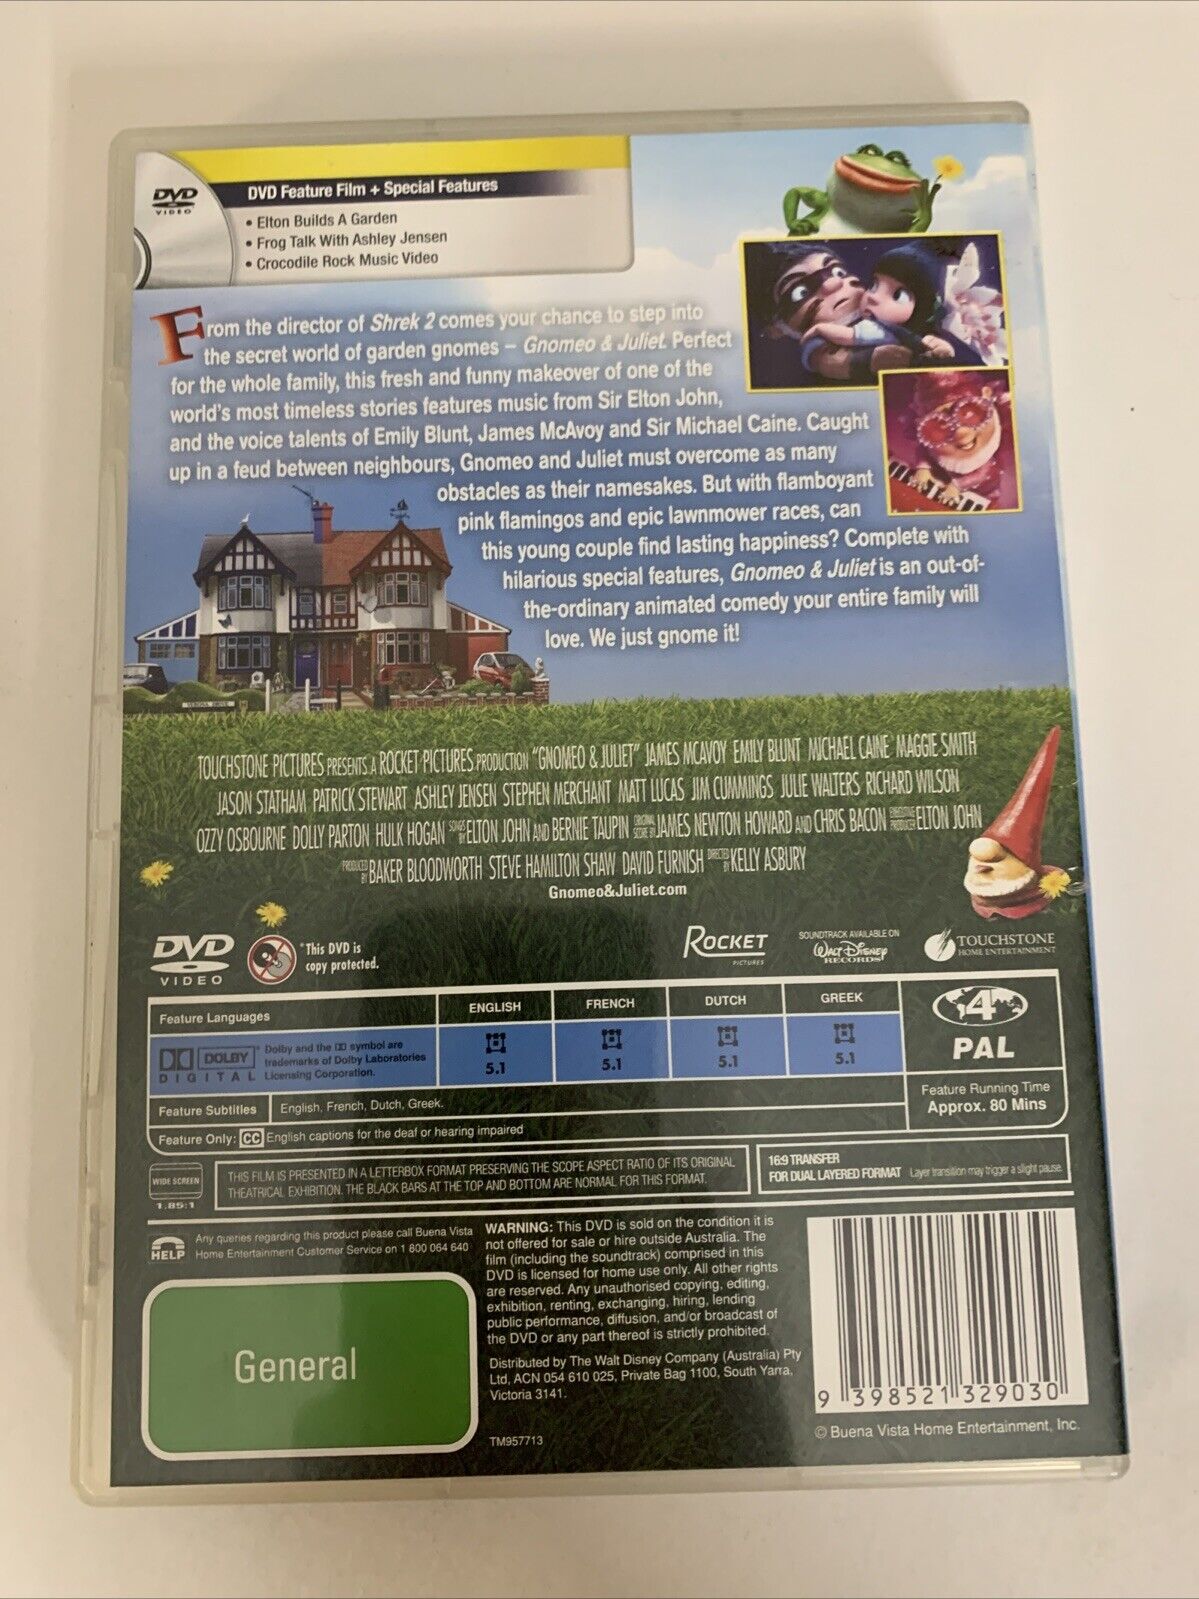 DVD
VIDEO
DVD Feature Film + Special Features
• Elton Builds A Garden
• Frog Talk With Ashley Jensen
• Crocodile Rock Music Video
From the director of Shrek 2 comes your chance to step into
the secret world of garden gnomes – Gnomeo & Juliet. Perfect
for the whole family, this fresh and funny makeover of one of the
world's most timeless stories features music from Sir Elton John,
and the voice talents of Emily Blunt, James McAvoy and Sir Michael Caine. Caught
up in a feud between neighbours, Gnomeo and Juliet must overcome as many
obstacles as their namesakes. But with flamboyant
pink flamingos and epic lawnmower races, can
this young couple find lasting happiness? Complete with
hilarious special features, Gnomeo & Juliet is an out-of-
the-ordinary animated comedy your entire family will
love. We just gnome it!
VERONA DRIVE
TOUCHSTONE PICTURES PRESENTS A ROCKET PICTURES PRODUCTION "GNOMEO & JULIET" JAMES MCAVOY EMILY BLUNT MICHAEL CAINE MAGGIE SMITH
JASON STATHAM PATRICK STEWART ASHLEY JENSEN STEPHEN MERCHANT MATT LUCAS JIM CUMMINGS JULIE WALTERS RICHARD WILSON
OZZY OSBOURNE DOLLY PARTON HULK HOGAN SONGS BY ELTON JOHN AND BERNIE TAUPIN ORIGINAL SCORE BY JAMES NEWTON HOWARD AND CHRIS BACON EXECUTIVE PRODUCER ELTON JOHN
PRODUCED BY BAKER BLOODWORTH STEVE HAMILTON SHAW DAVID FURNISH DIRECTED BY KELLY ASBURY
Gnomeo&Juliet.com
DVD
VIDEO
*This DVD is
copy protected.
ROCKET
PICTURES
SOUNDTRACK AVAILABLE ON
WALT DISNEY
RECORDS
TOUCHSTONE
HOME ENTERTAINMENT
Feature Languages
ENGLISH
FRENCH
DUTCH
GREEK
DOLBY
DIGITAL
Dolby and the DD symbol are
trademarks of Dolby Laboratories
Licensing Corporation.
5.1
5.1
5.1
5.1
4
PAL
Feature Subtitles
English, French, Dutch, Greek.
Feature Running Time
Approx. 80 Mins
Feature Only: CC English captions for the deaf or hearing impaired
WIDE SCREEN
1.85:1
THIS FILM IS PRESENTED IN A LETTERBOX FORMAT PRESERVING THE SCOPE ASPECT RATIO OF ITS ORIGINAL
THEATRICAL EXHIBITION. THE BLACK BARS AT THE TOP AND BOTTOM ARE NORMAL FOR THIS FORMAT.
16:9 TRANSFER
FOR DUAL LAYERED FORMAT Layer transition may trigger a slight pause.
HELP
Any queries regarding this product please call Buena Vista
Home Entertainment Customer Service on 1 800 064 640
WARNING: This DVD is sold on the condition it is
not offered for sale or hire outside Australia. The
film (including the soundtrack) comprised in this
DVD is licensed for home use only. All other rights
are reserved. Any unauthorised copying, editing,
exhibition, renting, exchanging, hiring, lending
public performance, diffusion, and/or broadcast of
the DVD or any part thereof is strictly prohibited.
Distributed by The Walt Disney Company (Australia) Pty
Ltd, ACN 054 610 025, Private Bag 1100, South Yarra,
Victoria 3141.
TM957713
General
9 398521 329030
© Buena Vista Home Entertainment, Inc.